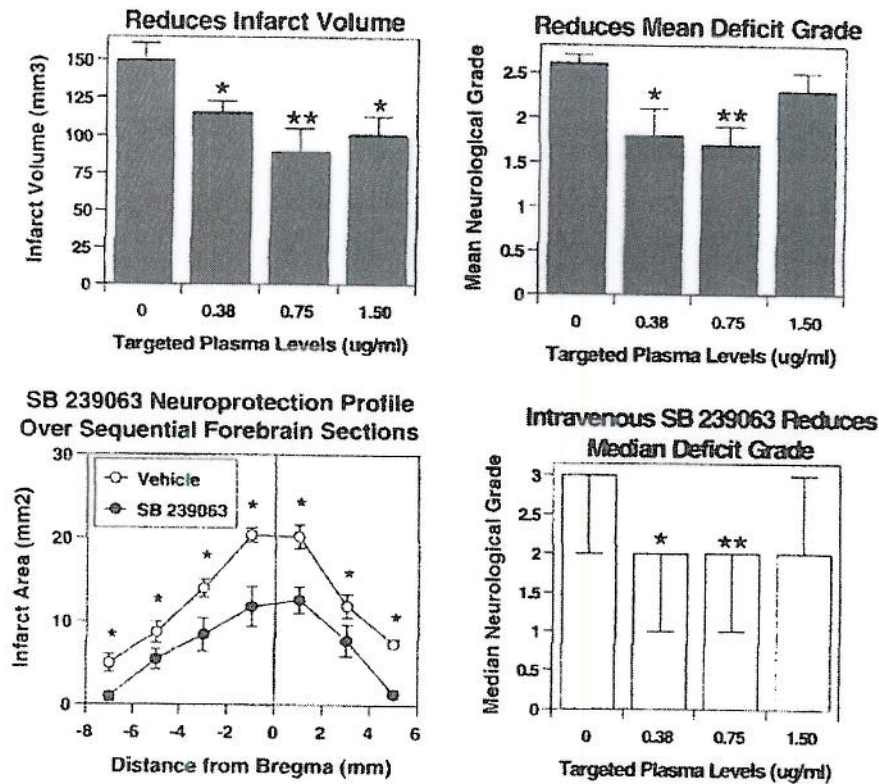 Reduces Infarct Volume
Infarct Volume (mm3)
150
125
100
75
50
25
0
*
**
*
0 0.38 0.75 1.50
Targeted Plasma Levels (ug/ml)
Reduces Mean Deficit Grade
Mean Neurological Grade
2.5
2
1.5
1
0.5
0
*
**
0 0.38 0.75 1.50
Targeted Plasma Levels (ug/ml)
SB 239063 Neuroprotection Profile
Over Sequential Forebrain Sections
Infarct Area (mm2)
30
20
10
0
Vehicle
SB 239063
* * * * * * *
-8 -6 -4 -2 0 2 4 6
Distance from Bregma (mm)
Intravenous SB 239063 Reduces
Median Deficit Grade
Median Neurological Grade
3
2.5
2
1.5
1
0.5
0
*
**
0 0.38 0.75 1.50
Targeted Plasma Levels (ug/ml)